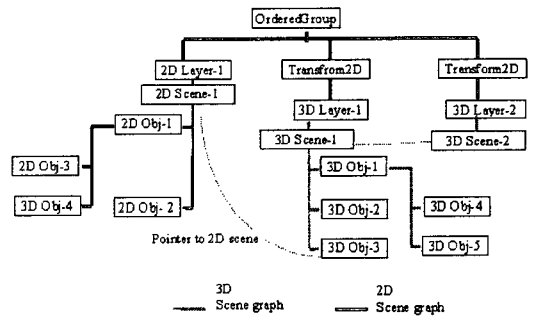 OrderedGroup
2D Layer-1
Transfrom2D
Transform2D
2D Scene-1
3D Layer-1
3D Layer-2
2D Obj-1
3D Scene-1
3D Scene-2
2D Obj-3
3D Obj-1
3D Obj-4
2D Obj- 2
3D Obj-2
3D Obj-4
Pointer to 2D scene
3D Obj-3
3D Obj-5
3D
Scene graph
2D
Scene graph